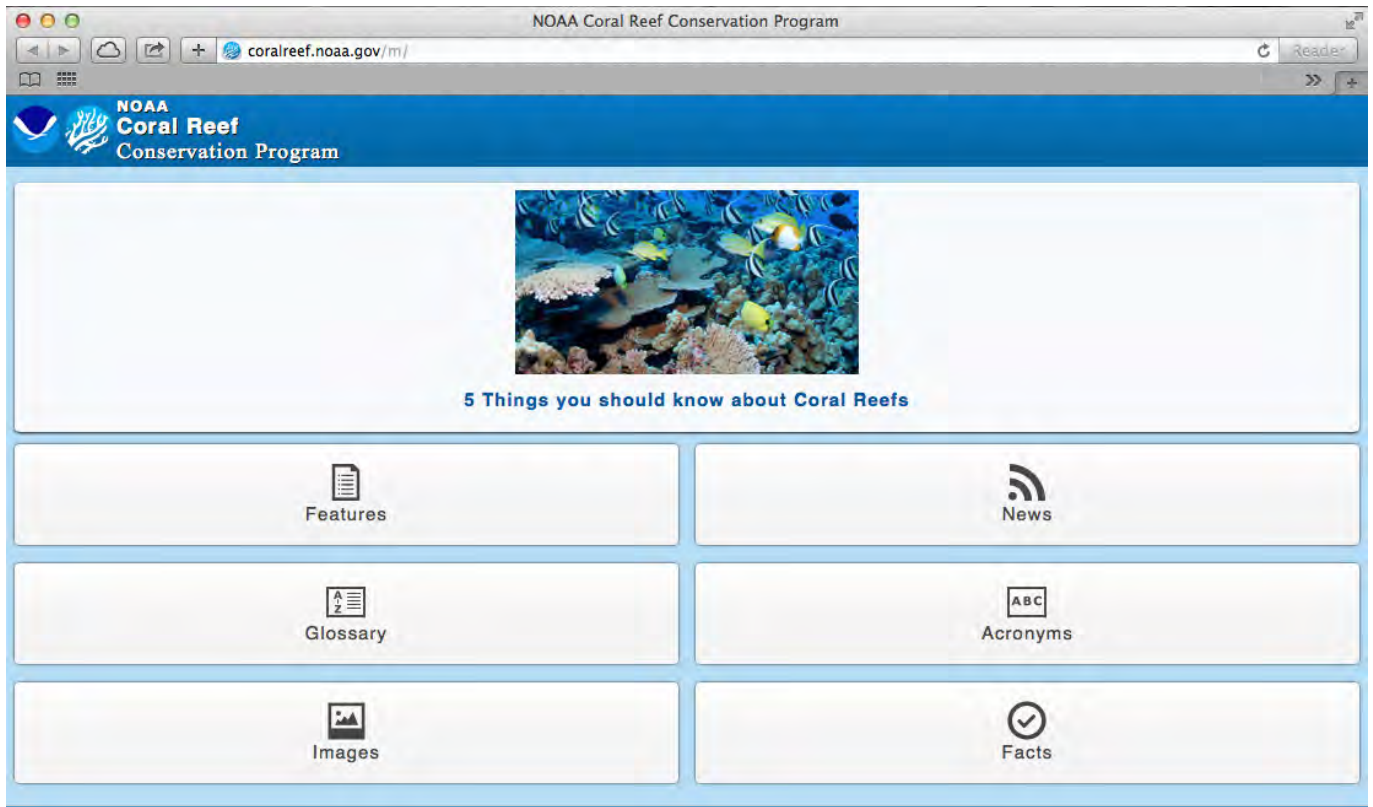 NOAA Coral Reef Conservation Program
coralreef.noaa.gov/m/
Reader
NOAA
Coral Reef
Conservation Program
5 Things you should know about Coral Reefs
Features
News
A-Z
Glossary
ABC
Acronyms
Images
Facts